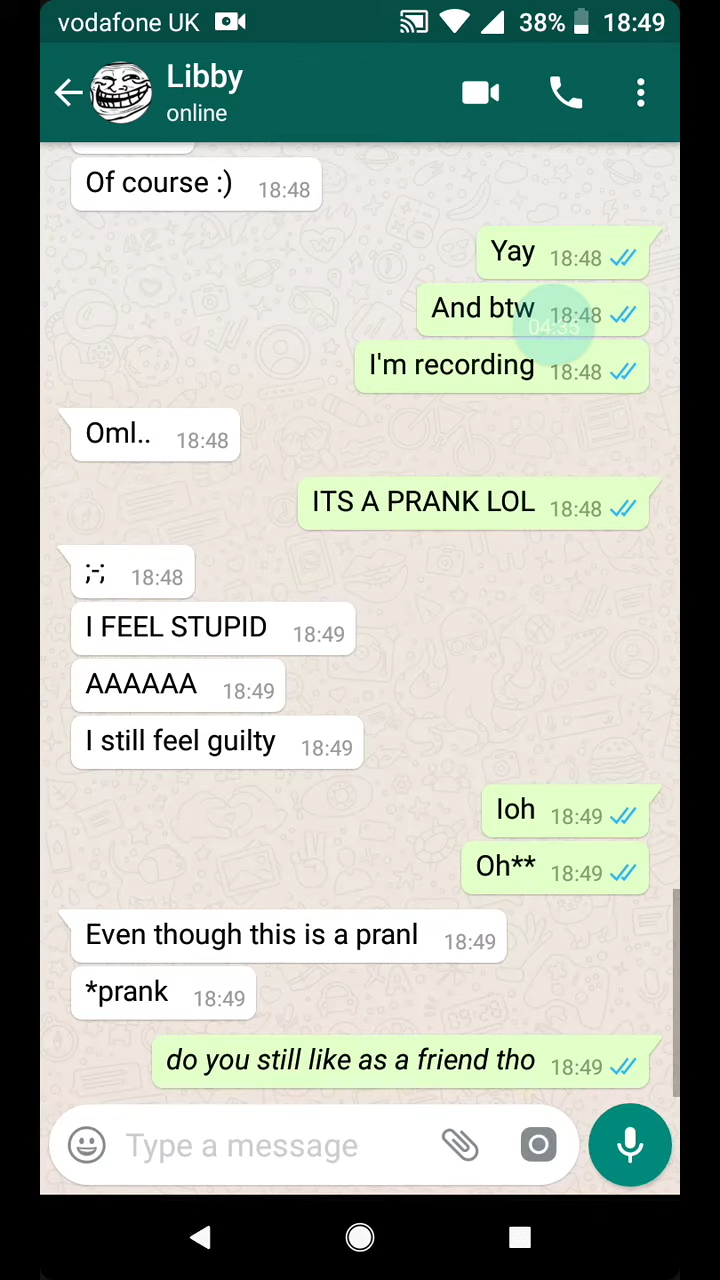 vodafone UK 38% 18:49
Libby
online
Of course :) 18:48
Yay 18:48
And btw 18:48
04:35
I'm recording 18:48
Oml.. 18:48
ITS A PRANK LOL 18:48
;-; 18:48
I FEEL STUPID 18:49
AAAAAA 18:49
I still feel guilty 18:49
Ioh 18:49
Oh** 18:49
Even though this is a pranl 18:49
*prank 18:49
do you still like as a friend tho 18:49
Type a message